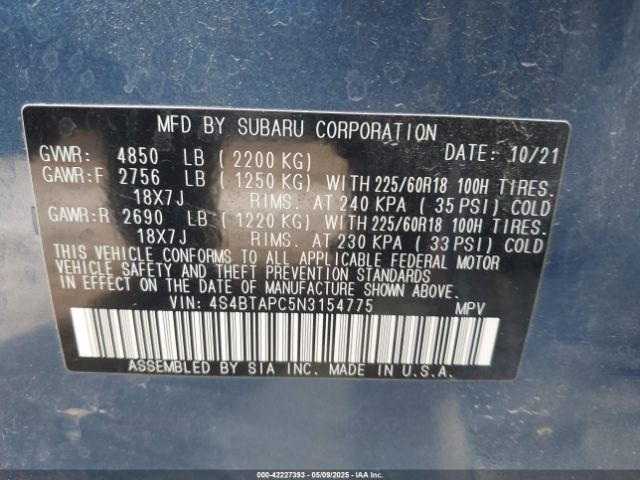 MFD BY SUBARU CORPORATION
GVWR: 4850 LB (2200 KG) DATE: 10/21
GAWR:F 2756 LB (1250 KG) WITH 225/60R18 100H TIRES.
18X7J RIMS. AT 240 KPA (35 PSI) COLD
GAWR:R 2690 LB (1220 KG) WITH 225/60R18 100H TIRES.
18X7J RIMS. AT 230 KPA (33 PSI) COLD
THIS VEHICLE CONFORMS TO ALL APPLICABLE FEDERAL MOTOR
VEHICLE SAFETY AND THEFT PREVENTION STANDARDS
IN EFFECT ON THE DATE OF MANUFACTURE SHOWN ABOVE.
VIN: 4S4BTAPC5N3154775 MPV
ASSEMBLED BY SIA INC. MADE IN U.S.A.
000-42227393 - 05/09/2025 - IAAI.COM